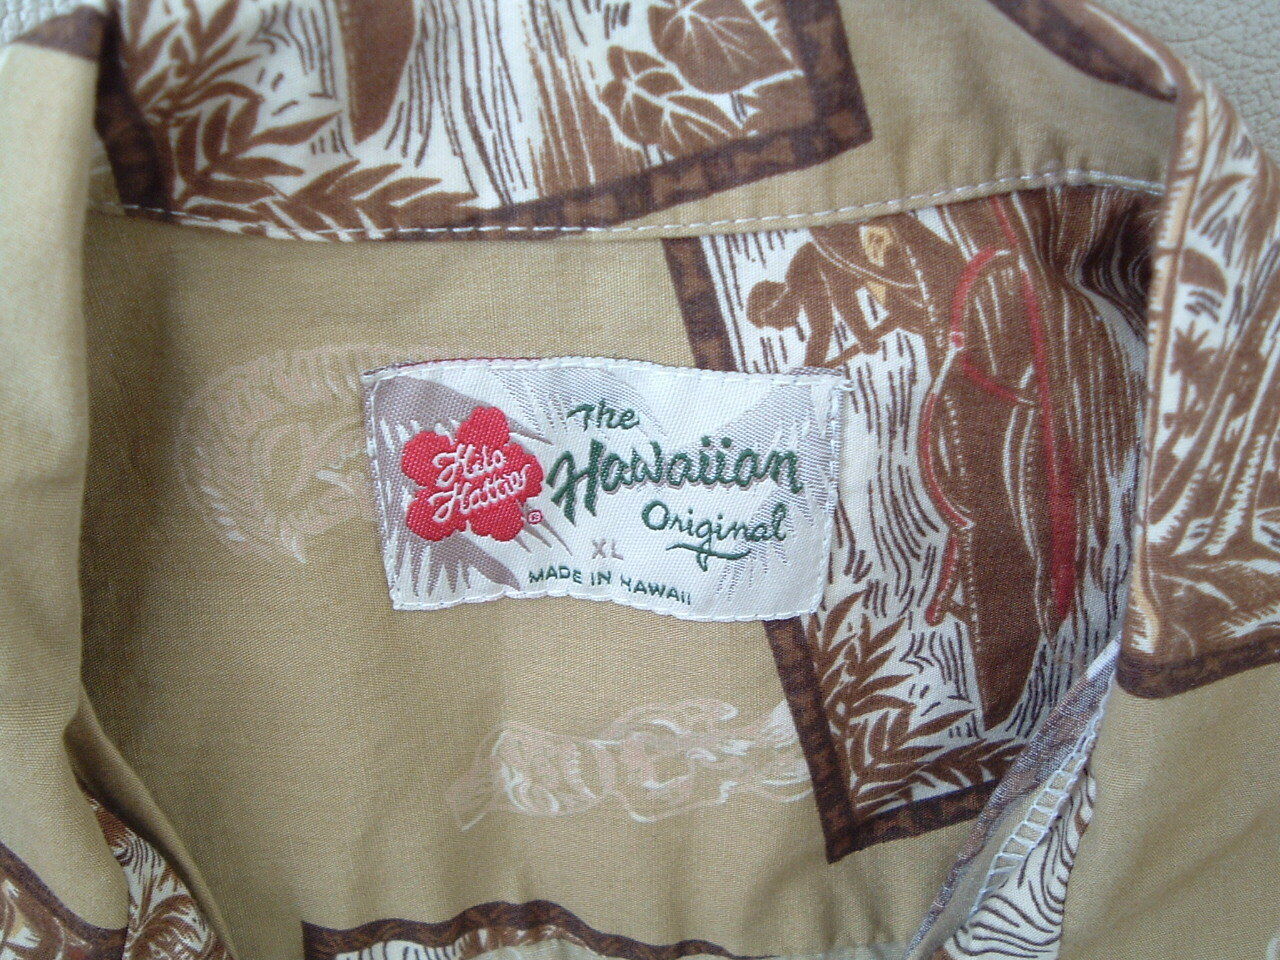 Hilo
Hattie ®
The
Hawaiian
Original
XL
MADE IN HAWAII